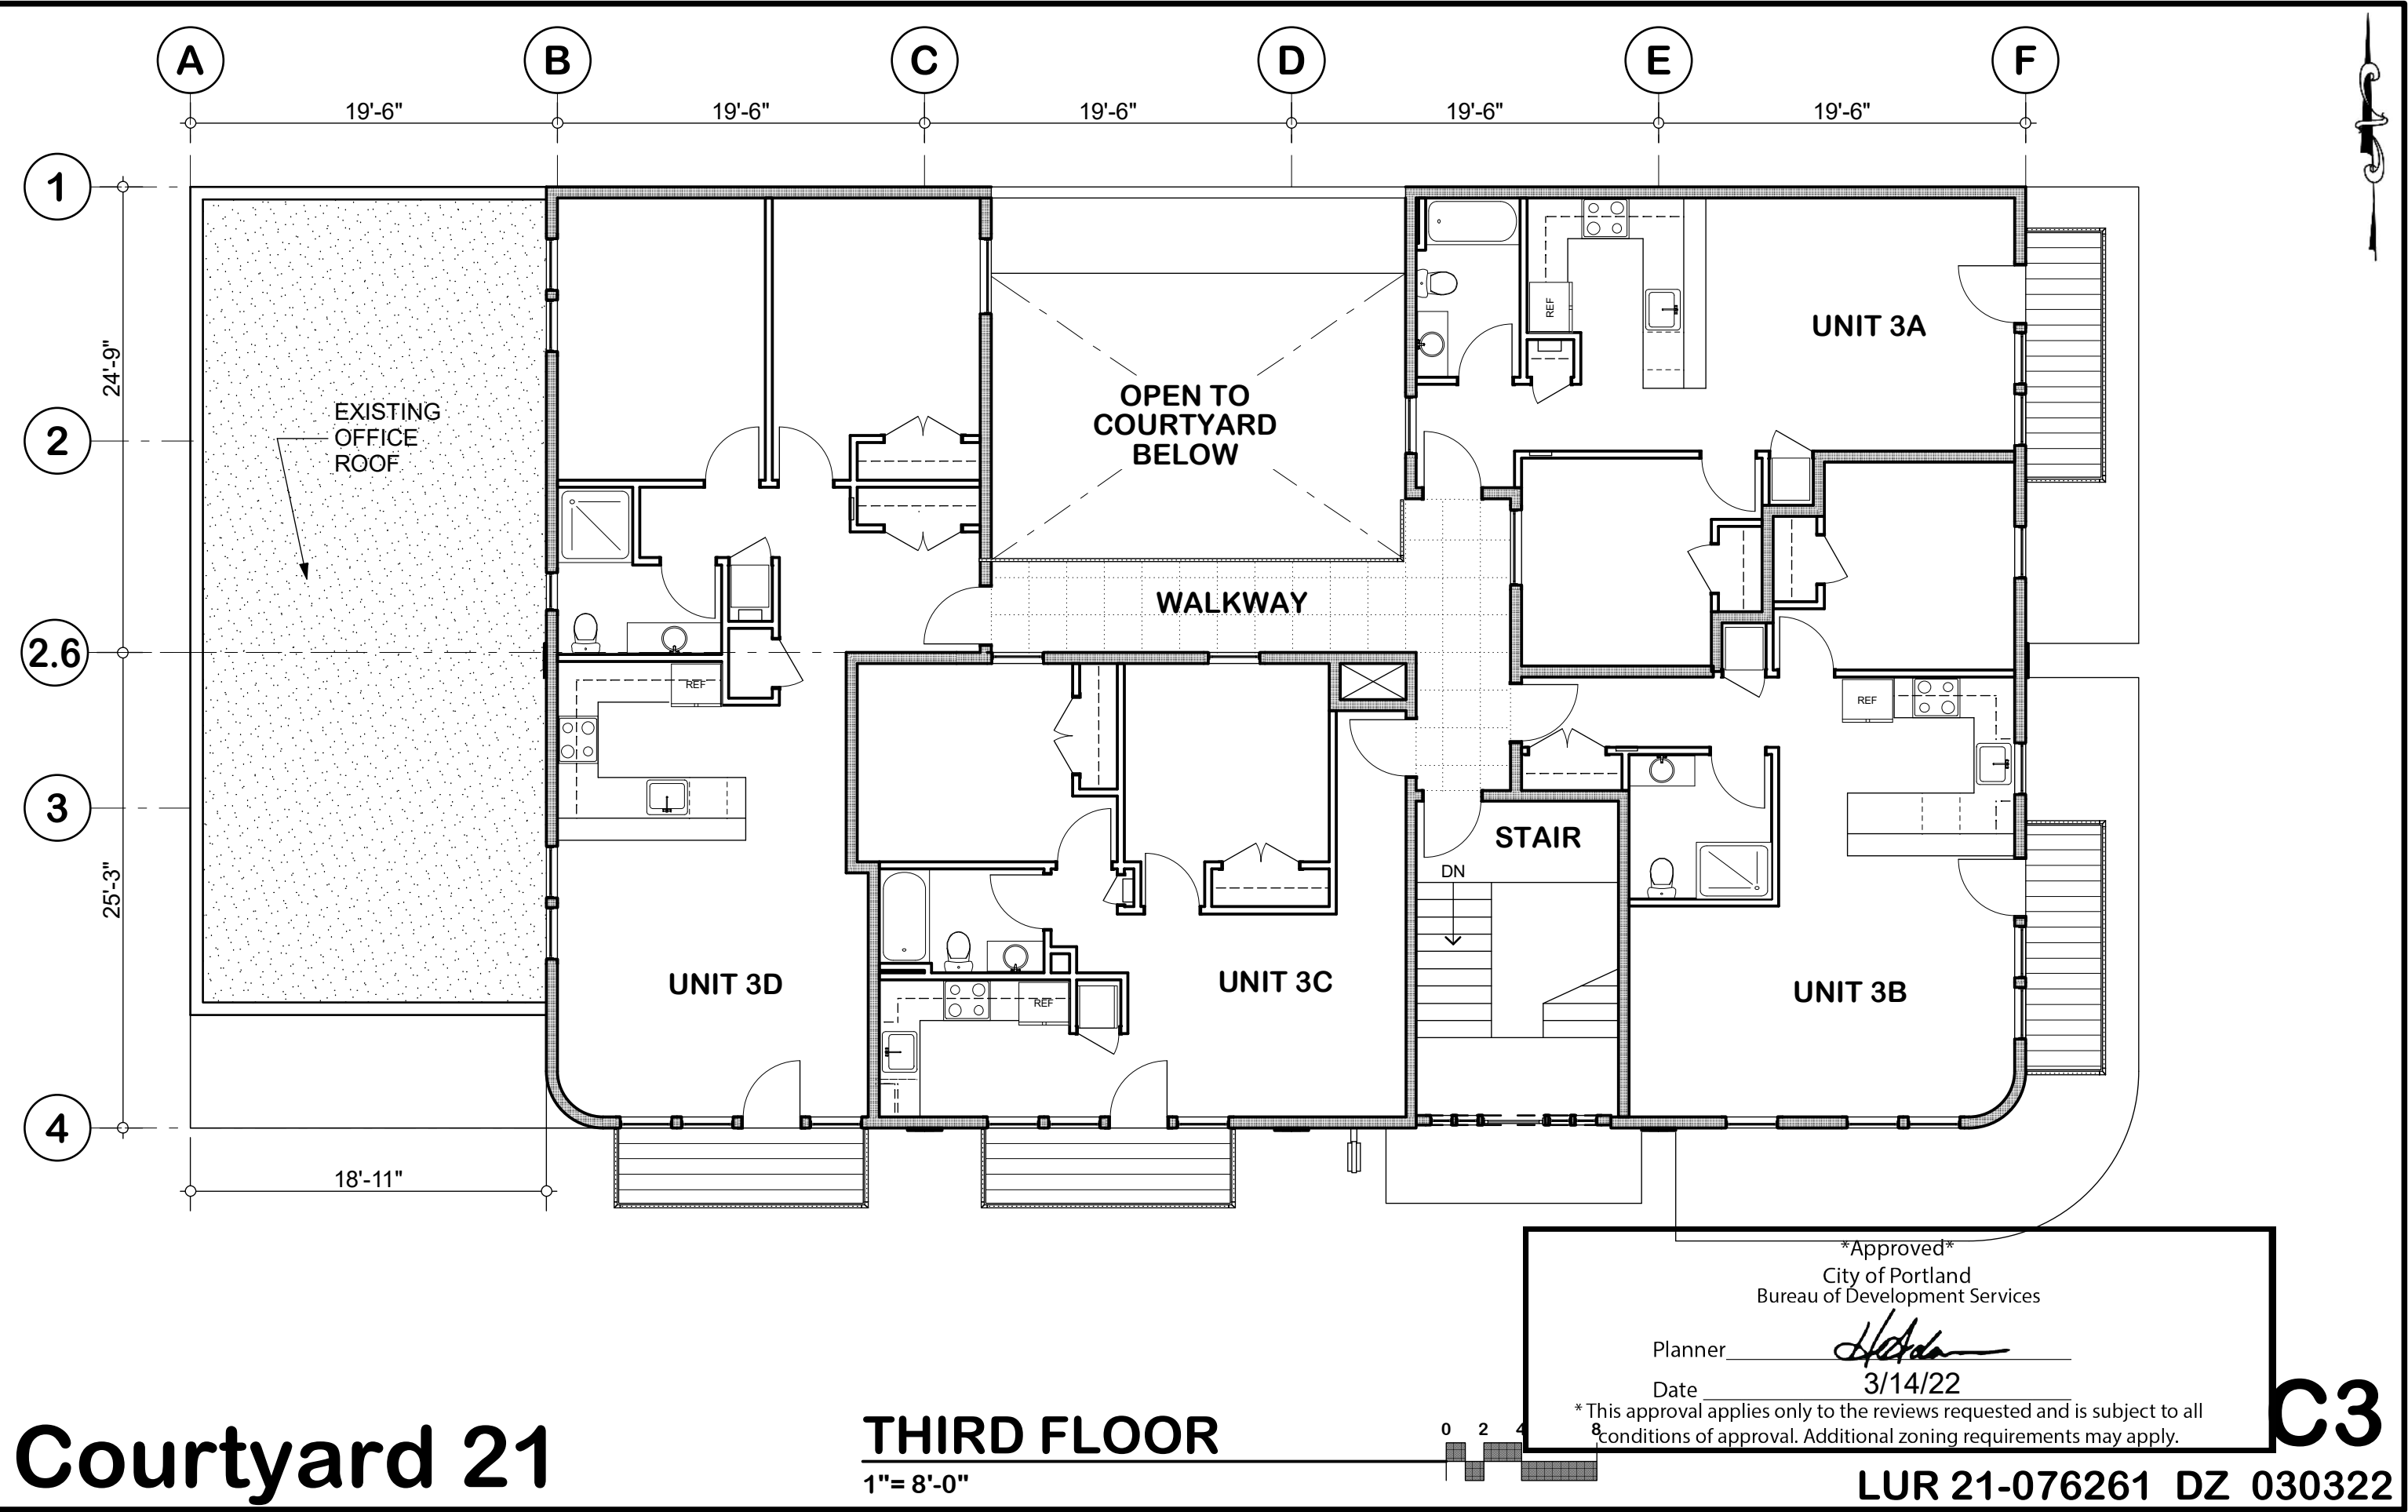 A
B
C
D
E
F
19'-6"
19'-6"
19'-6"
19'-6"
19'-6"
1
2
2.6
3
4
24'-9"
25'-3"
EXISTING
OFFICE
ROOF
OPEN TO
COURTYARD
BELOW
REF
UNIT 3A
WALKWAY
REF
REF
STAIR
DN
UNIT 3D
UNIT 3C
REF
UNIT 3B
18'-11"
*Approved*
City of Portland
Bureau of Development Services
Planner
Date 3/14/22
* This approval applies only to the reviews requested and is subject to all
conditions of approval. Additional zoning requirements may apply.
C3
Courtyard 21
THIRD FLOOR
1"= 8'-0"
0 2 4 8
LUR 21-076261 DZ 030322